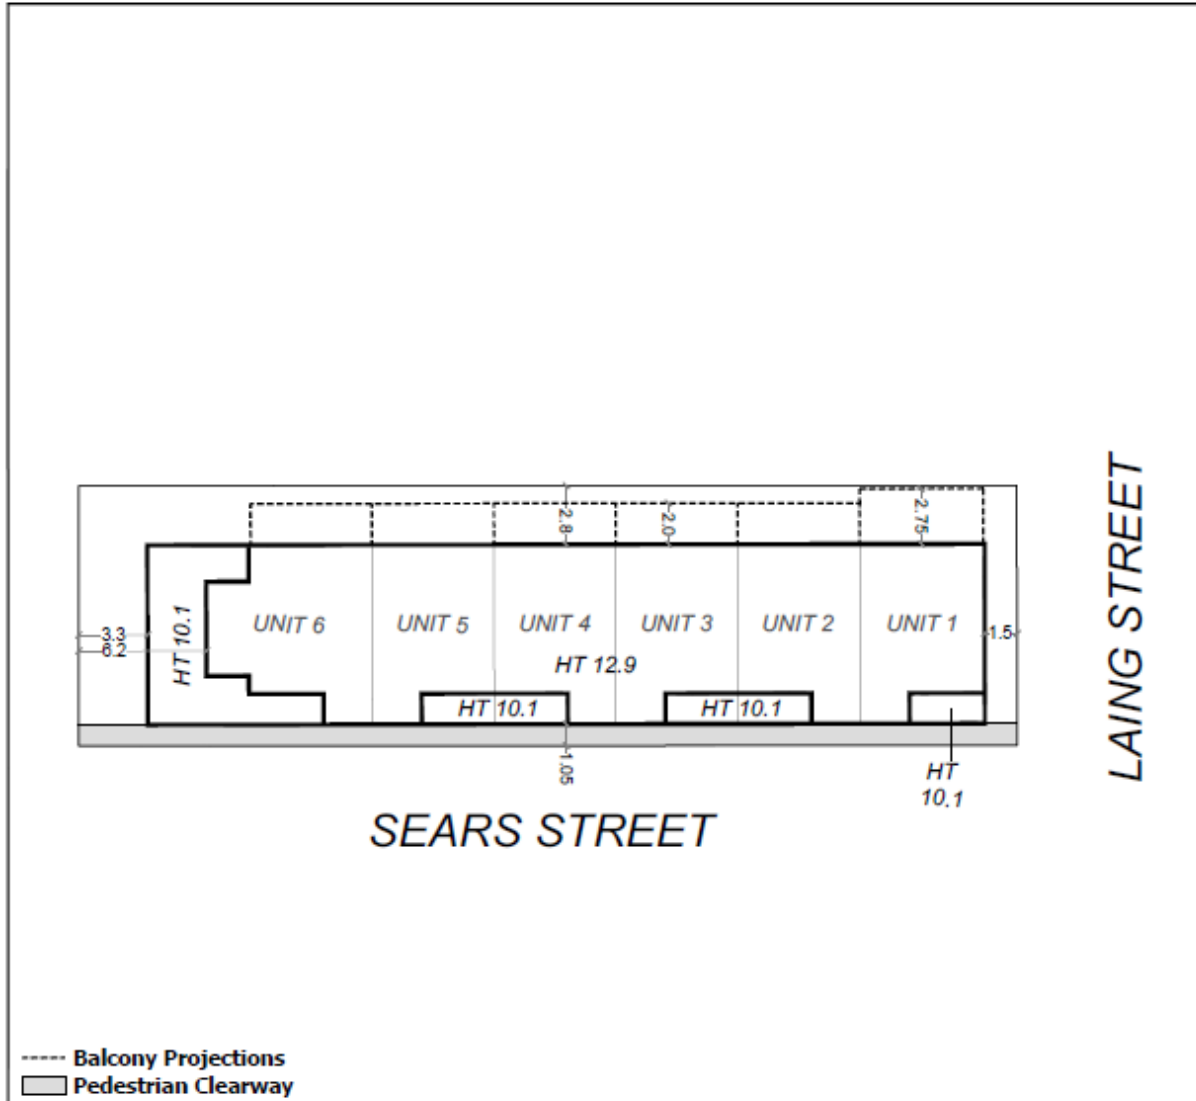 2.8
2.0
2.75
LAING STREET
3.3
6.2
HT 10.1
UNIT 6
UNIT 5
UNIT 4
UNIT 3
UNIT 2
UNIT 1
1.5
HT 12.9
HT 10.1
HT 10.1
HT
10.1
1.05
SEARS STREET
Balcony Projections
Pedestrian Clearway